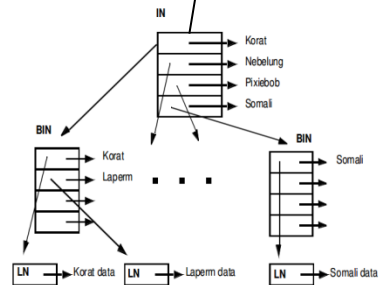 IN
Korat
Nebelung
Pixiebob
Somali
BIN
BIN
Korat
Somali
Laperm
LN
Korat data
LN
Laperm data
LN
Somali data